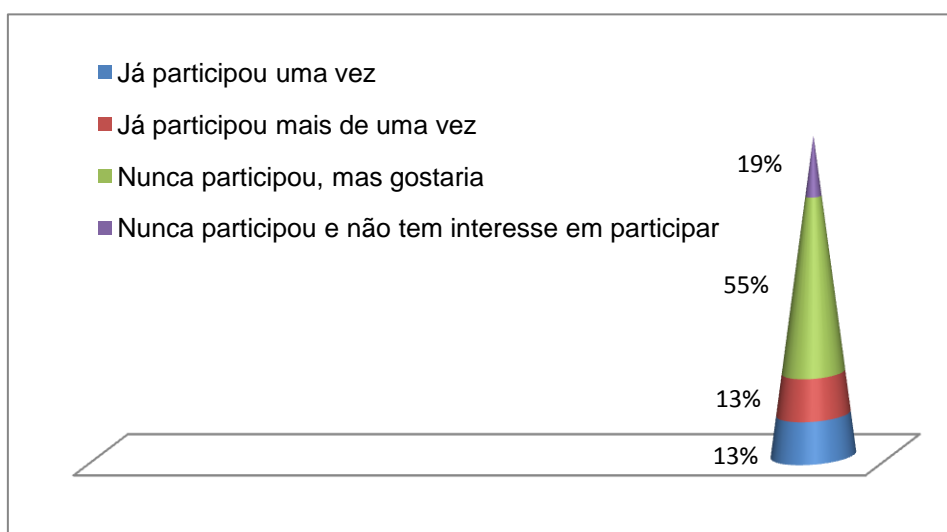 Já participou uma vez
Já participou mais de uma vez
Nunca participou, mas gostaria
Nunca participou e não tem interesse em participar
19%
55%
13%
13%